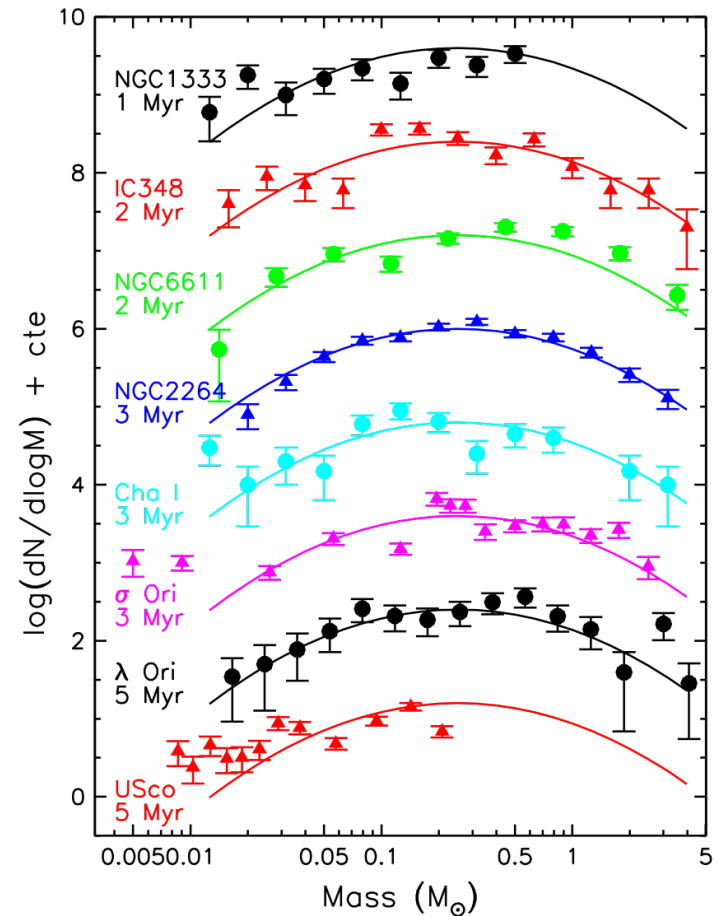 10
NGC1333
1 Myr
8
IC348
2 Myr
NGC6611
2 Myr
6
NGC2264
3 Myr
Cha I
3 Myr
4
σ Ori
3 Myr
2
λ Ori
5 Myr
USco
5 Myr
0
log(dN/dlogM) + cte
0.005 0.01 0.05 0.1 0.5 1 5
Mass (M☉)